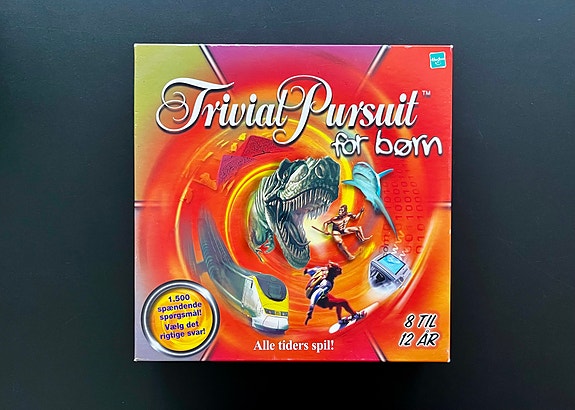 Trivial Pursuit™
for børn
1.500
spændende
spørgsmål!
Vælg det
rigtige svar!
Alle tiders spil!
8 TIL
12 ÅR